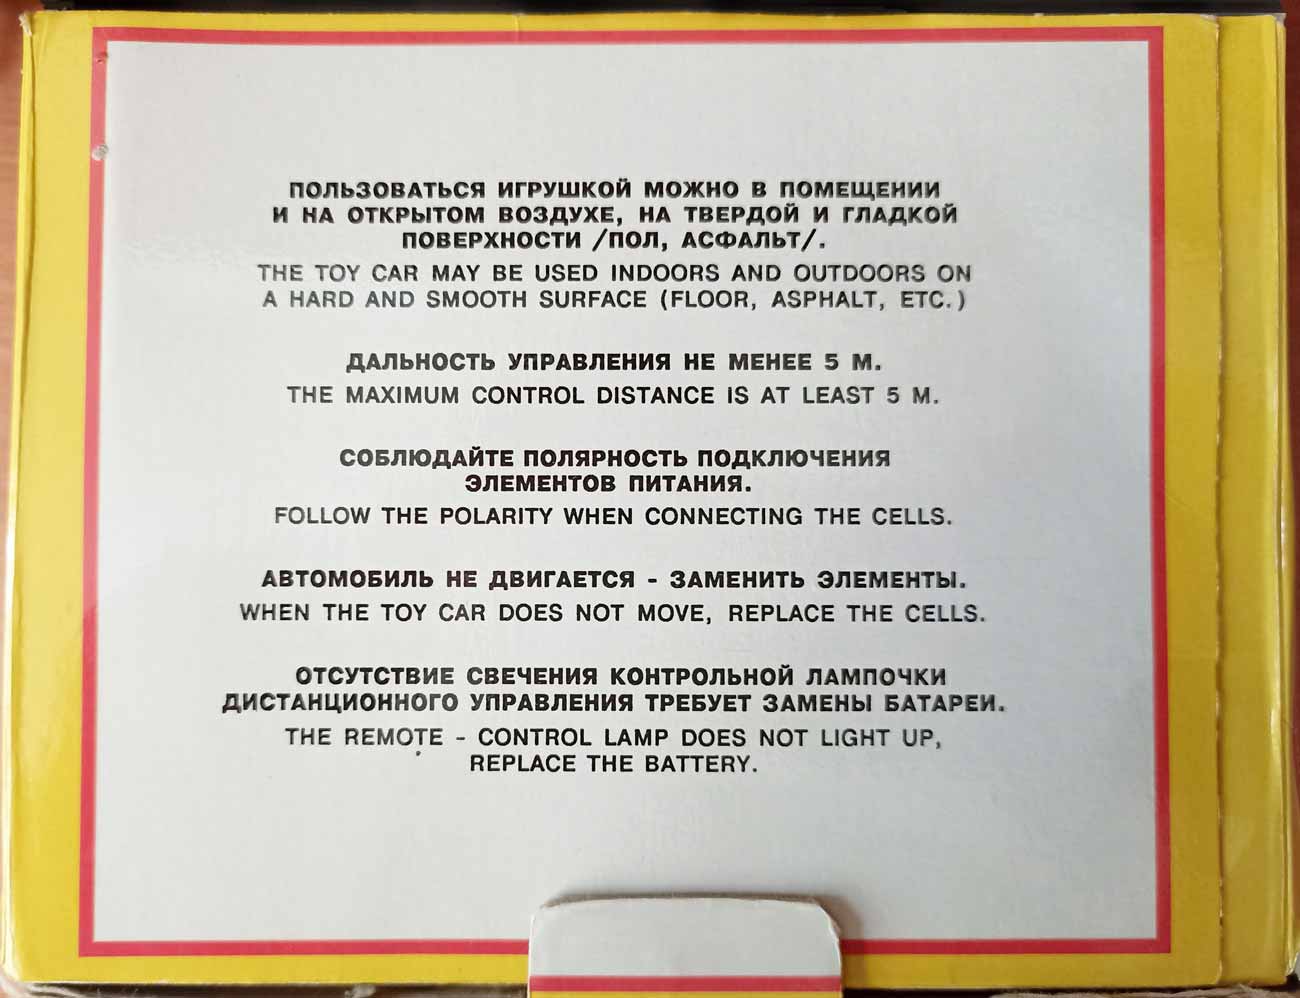 ПОЛЬЗОВАТЬСЯ ИГРУШКОЙ МОЖНО В ПОМЕЩЕНИИ
И НА ОТКРЫТОМ ВОЗДУХЕ, НА ТВЕРДОЙ И ГЛАДКОЙ
ПОВЕРХНОСТИ /ПОЛ, АСФАЛЬТ/.
THE TOY CAR MAY BE USED INDOORS AND OUTDOORS ON
A HARD AND SMOOTH SURFACE (FLOOR, ASPHALT, ETC.)
ДАЛЬНОСТЬ УПРАВЛЕНИЯ НЕ МЕНЕЕ 5 М.
THE MAXIMUM CONTROL DISTANCE IS AT LEAST 5 M.
СОБЛЮДАЙТЕ ПОЛЯРНОСТЬ ПОДКЛЮЧЕНИЯ
ЭЛЕМЕНТОВ ПИТАНИЯ.
FOLLOW THE POLARITY WHEN CONNECTING THE CELLS.
АВТОМОБИЛЬ НЕ ДВИГАЕТСЯ - ЗАМЕНИТЬ ЭЛЕМЕНТЫ.
WHEN THE TOY CAR DOES NOT MOVE, REPLACE THE CELLS.
ОТСУТСТВИЕ СВЕЧЕНИЯ КОНТРОЛЬНОЙ ЛАМПОЧКИ
ДИСТАНЦИОННОГО УПРАВЛЕНИЯ ТРЕБУЕТ ЗАМЕНЫ БАТАРЕИ.
THE REMOTE - CONTROL LAMP DOES NOT LIGHT UP,
REPLACE THE BATTERY.